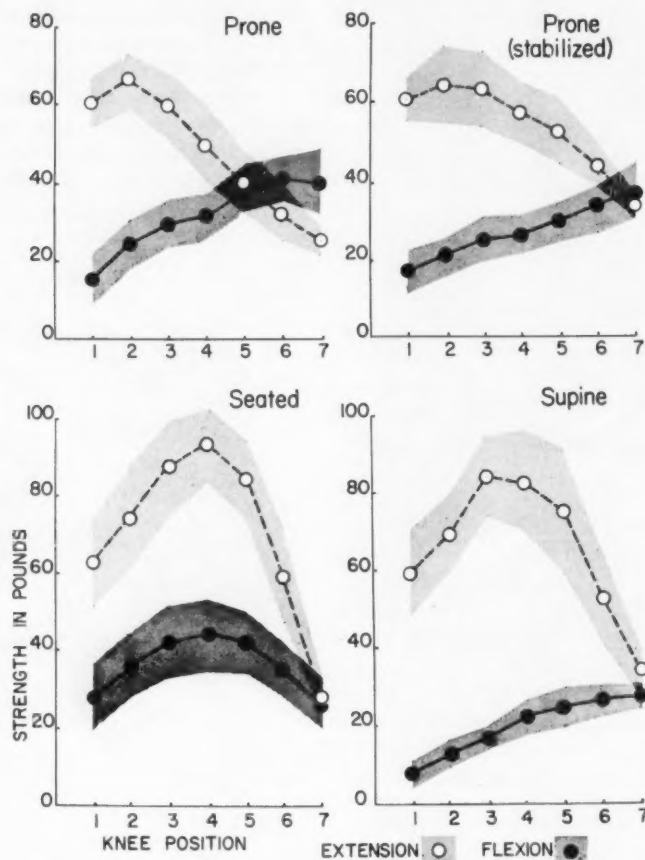 Prone
80
60
40
20
0
1 2 3 4 5 6 7
Prone
(stabilized)
80
60
40
20
0
1 2 3 4 5 6 7
Seated
100
80
60
40
20
0
STRENGTH IN POUNDS
1 2 3 4 5 6 7
KNEE POSITION
Supine
100
80
60
40
20
0
1 2 3 4 5 6 7
EXTENSION FLEXION